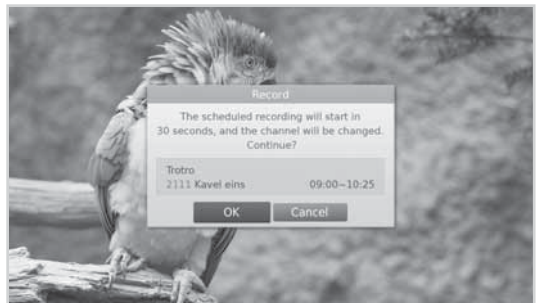 Record
The scheduled recording will start in
30 seconds, and the channel will be changed.
Continue?
Trotro
2111 Kavel eins 09:00~10:25
OK Cancel